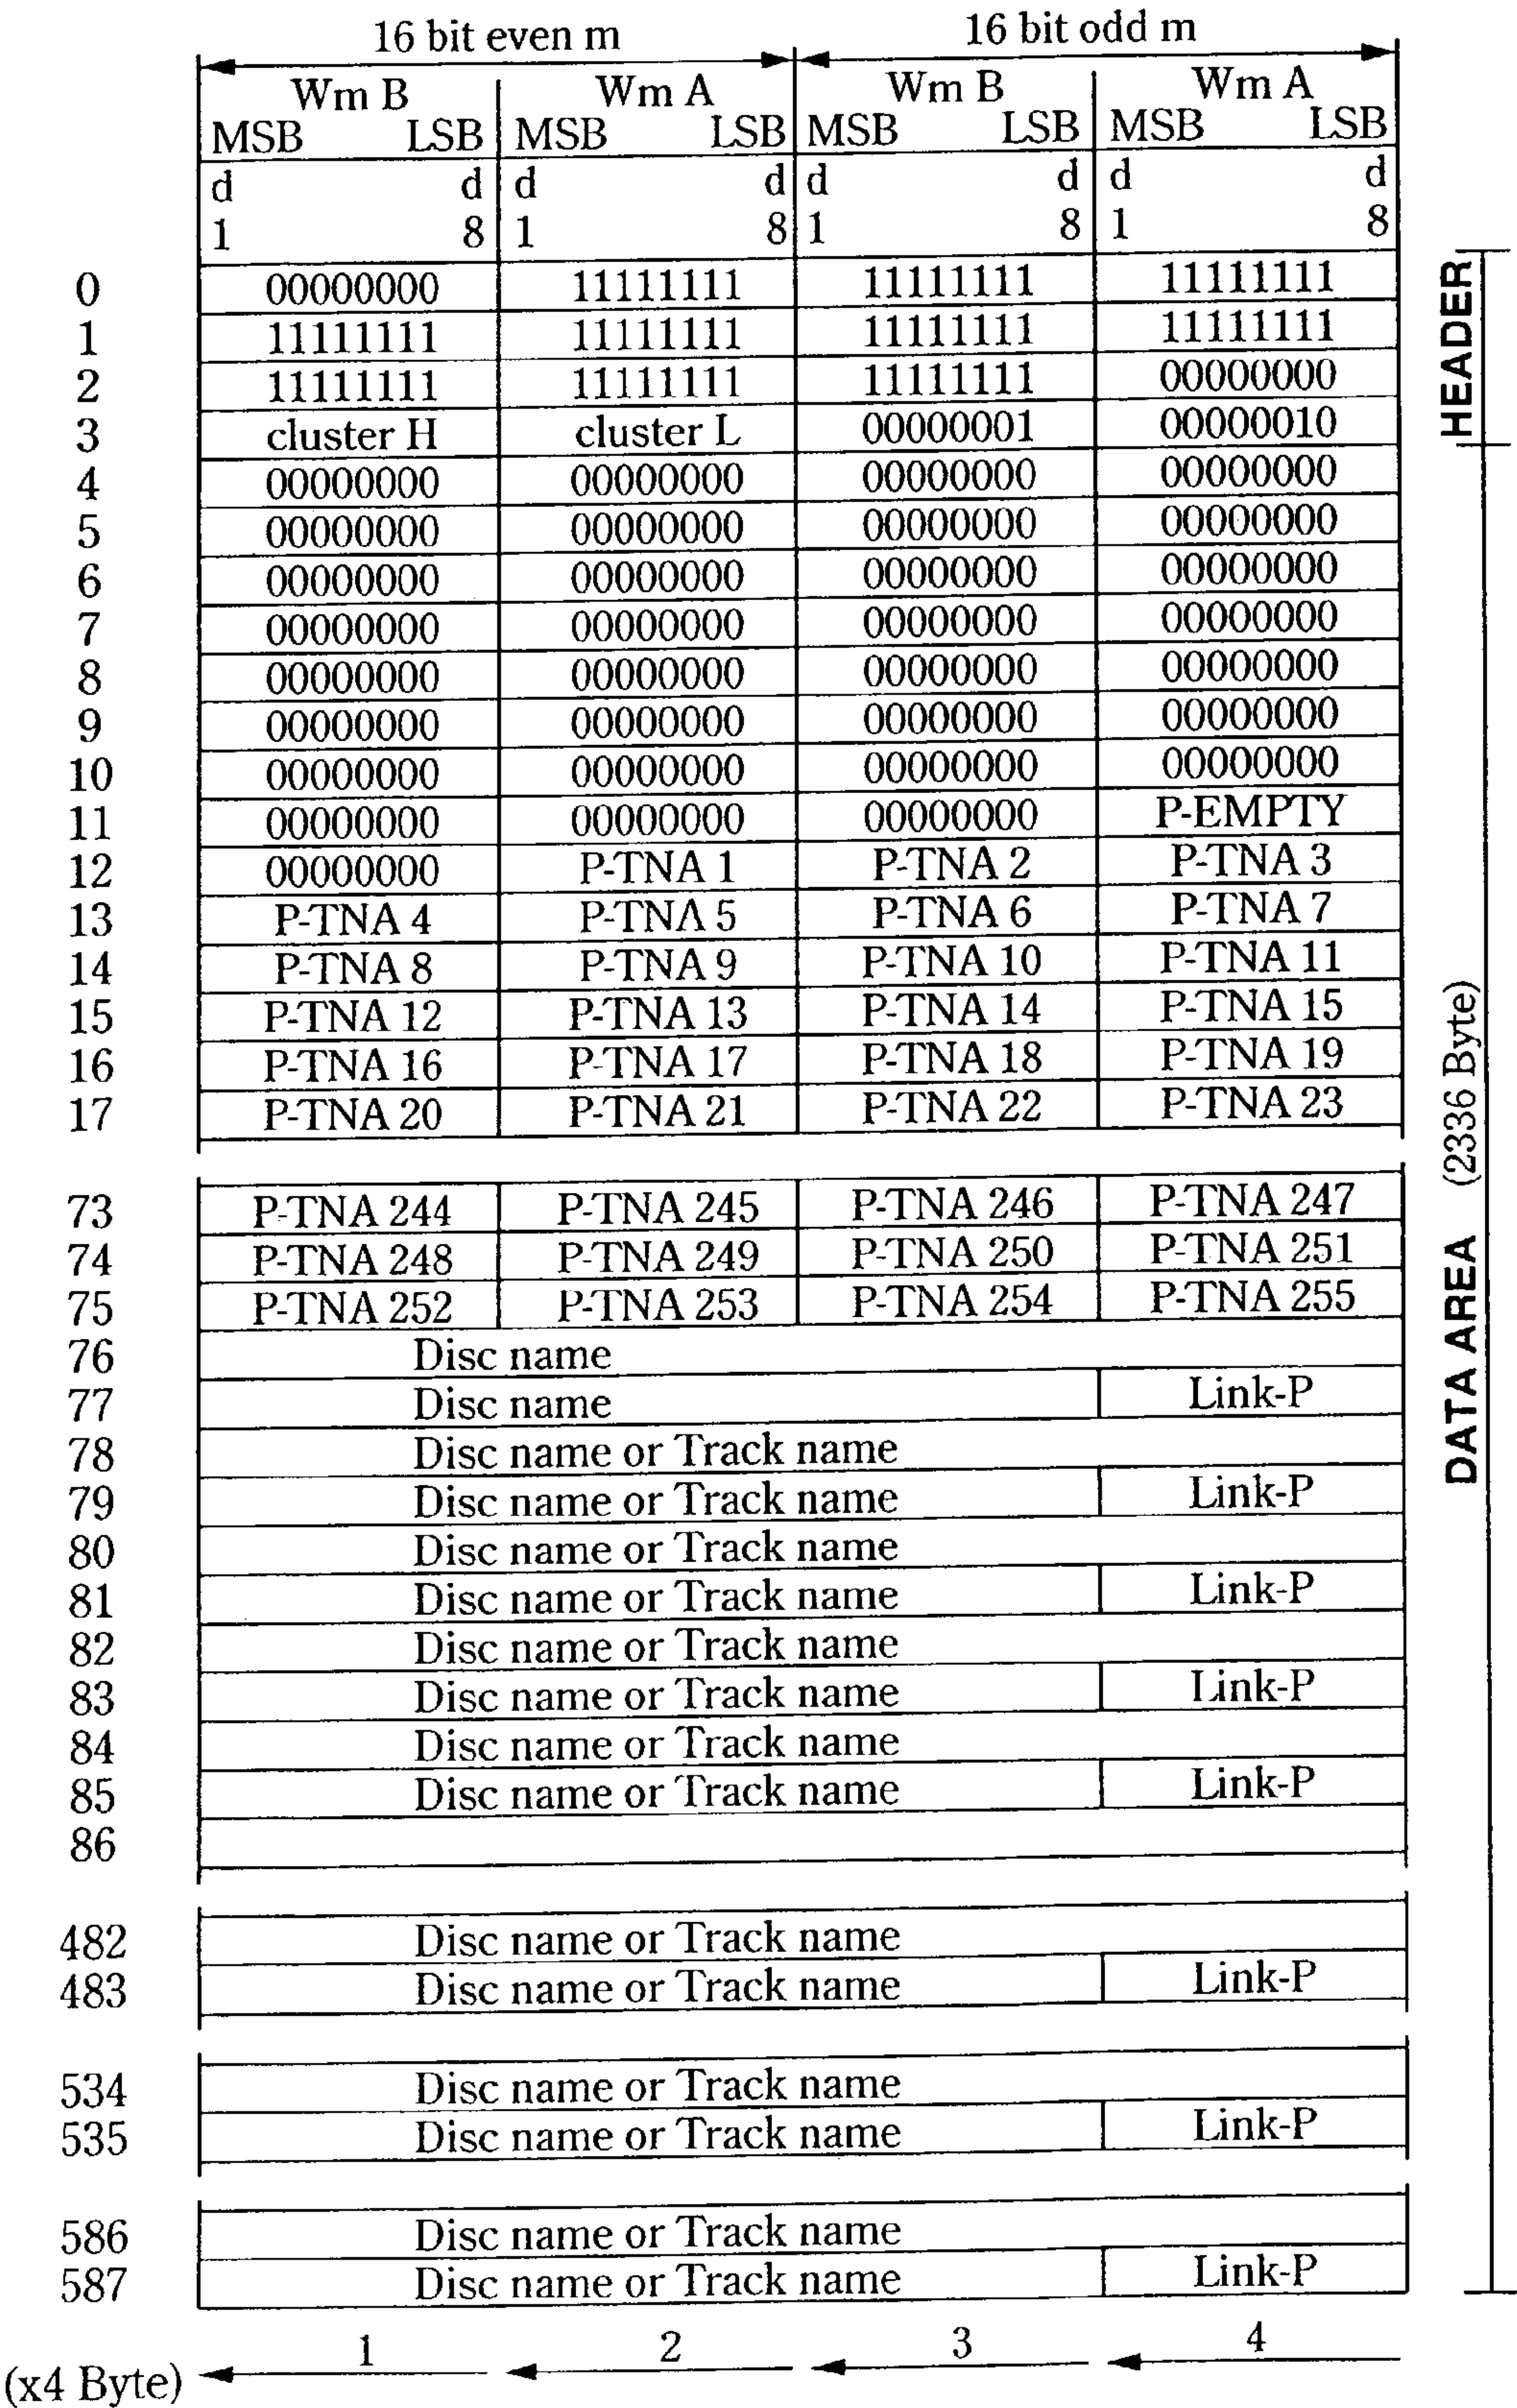 16 bit even m 16 bit odd m
Wm B Wm A Wm B Wm A
MSB LSB MSB LSB MSB LSB MSB LSB
d d d d d d d d
1 8 1 8 1 8 1 8
0 00000000 11111111 11111111 11111111
1 11111111 11111111 11111111 11111111
2 11111111 11111111 11111111 00000000
3 cluster H cluster L 00000001 00000010
4 00000000 00000000 00000000 00000000
5 00000000 00000000 00000000 00000000
6 00000000 00000000 00000000 00000000
7 00000000 00000000 00000000 00000000
8 00000000 00000000 00000000 00000000
9 00000000 00000000 00000000 00000000
10 00000000 00000000 00000000 00000000
11 00000000 00000000 00000000 P-EMPTY
12 00000000 P-TNA 1 P-TNA 2 P-TNA 3
13 P-TNA 4 P-TNA 5 P-TNA 6 P-TNA 7
14 P-TNA 8 P-TNA 9 P-TNA 10 P-TNA 11
15 P-TNA 12 P-TNA 13 P-TNA 14 P-TNA 15
16 P-TNA 16 P-TNA 17 P-TNA 18 P-TNA 19
17 P-TNA 20 P-TNA 21 P-TNA 22 P-TNA 23
73 P-TNA 244 P-TNA 245 P-TNA 246 P-TNA 247
74 P-TNA 248 P-TNA 249 P-TNA 250 P-TNA 251
75 P-TNA 252 P-TNA 253 P-TNA 254 P-TNA 255
76 Disc name
77 Disc name Link-P
78 Disc name or Track name
79 Disc name or Track name Link-P
80 Disc name or Track name
81 Disc name or Track name Link-P
82 Disc name or Track name
83 Disc name or Track name Link-P
84 Disc name or Track name
85 Disc name or Track name Link-P
86
482 Disc name or Track name
483 Disc name or Track name Link-P
534 Disc name or Track name
535 Disc name or Track name Link-P
586 Disc name or Track name
587 Disc name or Track name Link-P
(x4 Byte) 1 2 3 4
HEADER
DATA AREA (2336 Byte)